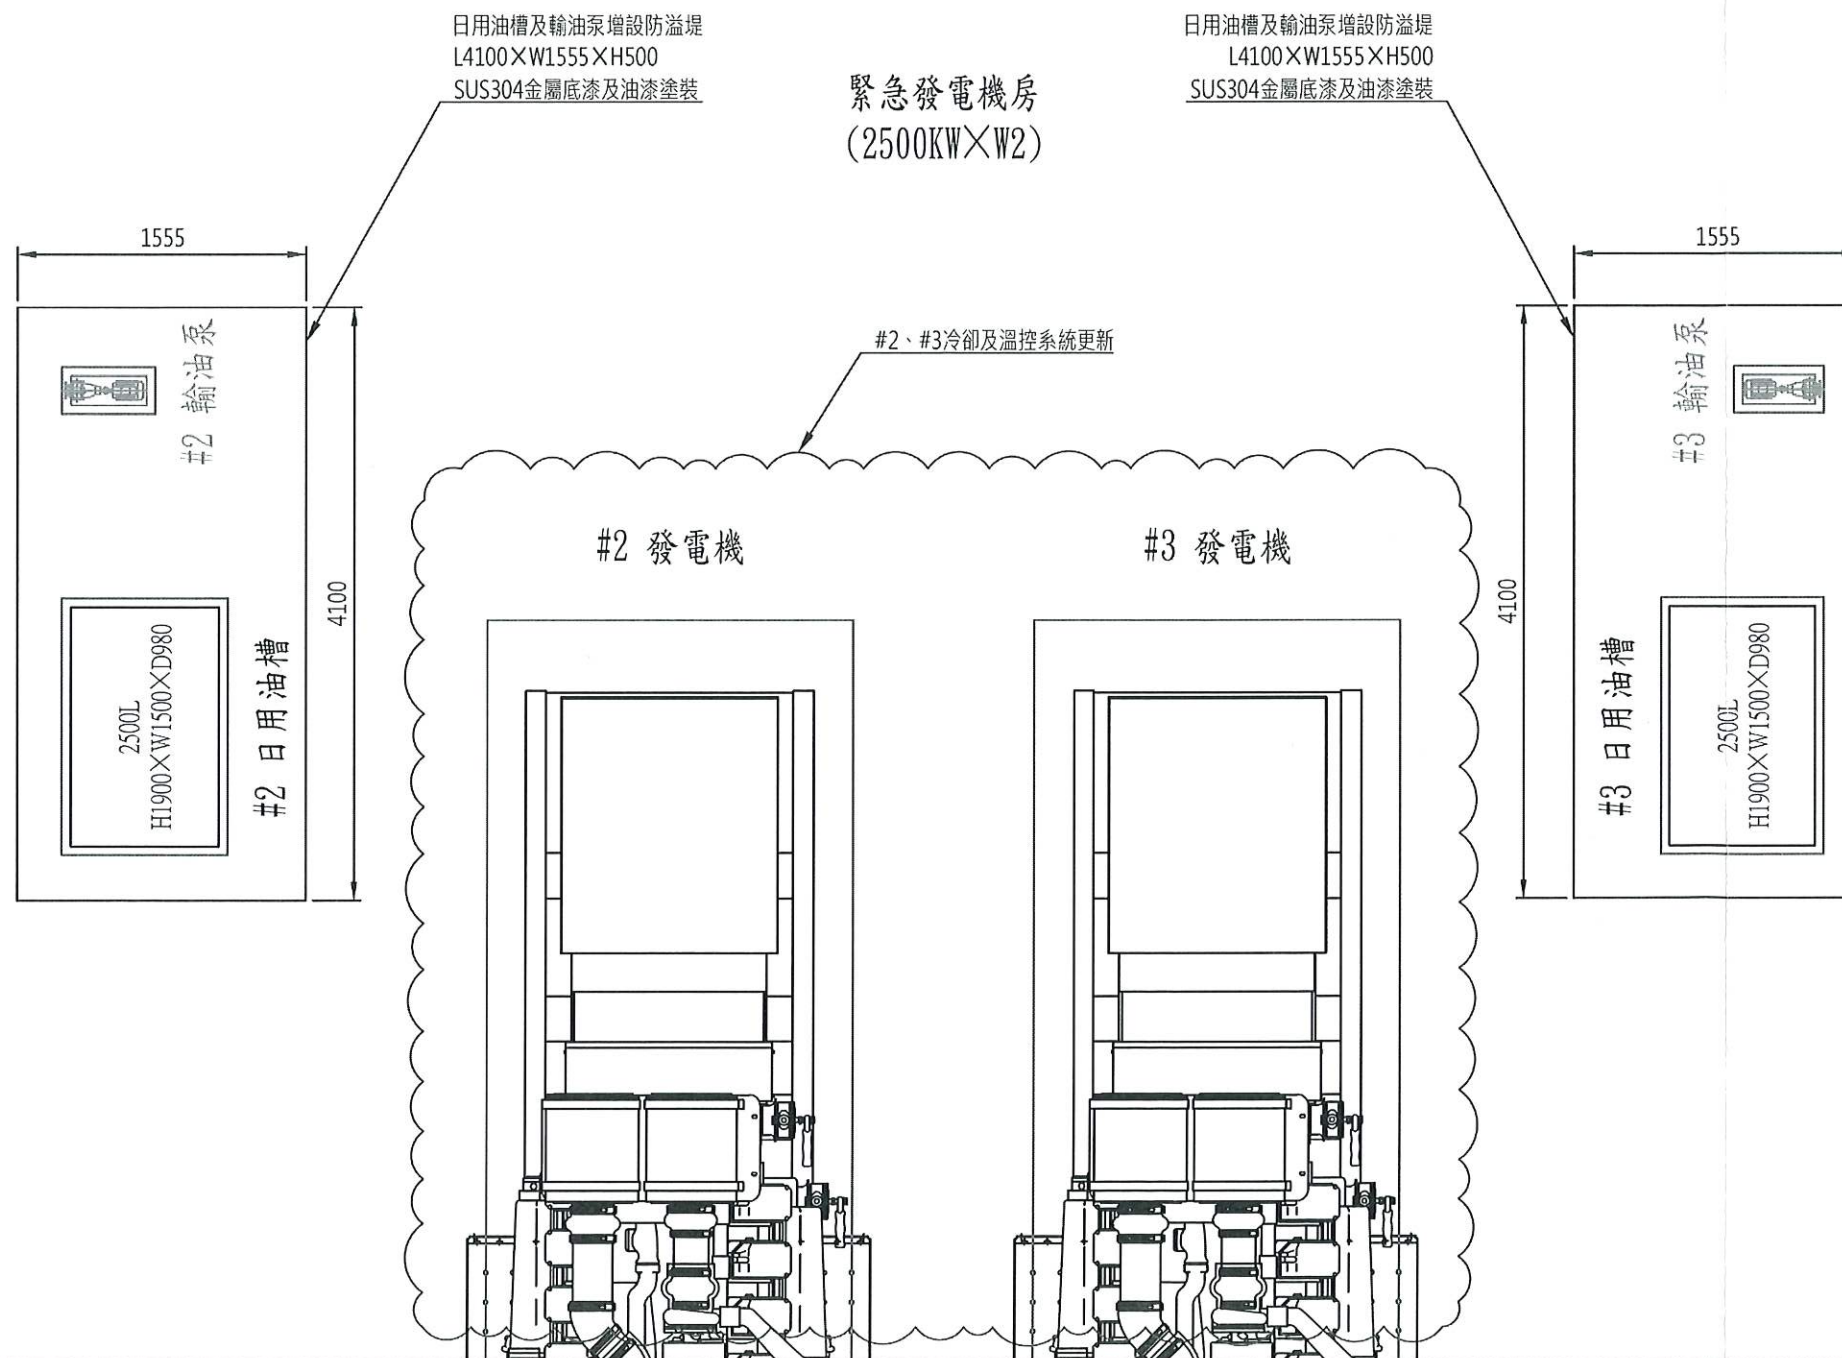 日用油槽及輸油泵增設防溢堤
L4100×W1555×H500
SUS304金屬底漆及油漆塗裝
緊急發電機房
(2500KW×W2)
日用油槽及輸油泵增設防溢堤
L4100×W1555×H500
SUS304金屬底漆及油漆塗裝
1555
1555
#2 輸油泵
#2、#3冷卻及溫控系統更新
#3 輸油泵
#2 發電機
#3 發電機
4100
4100
2500L
H1900×W1500×D980
#2 日用油槽
#3 日用油槽
2500L
H1900×W1500×D980